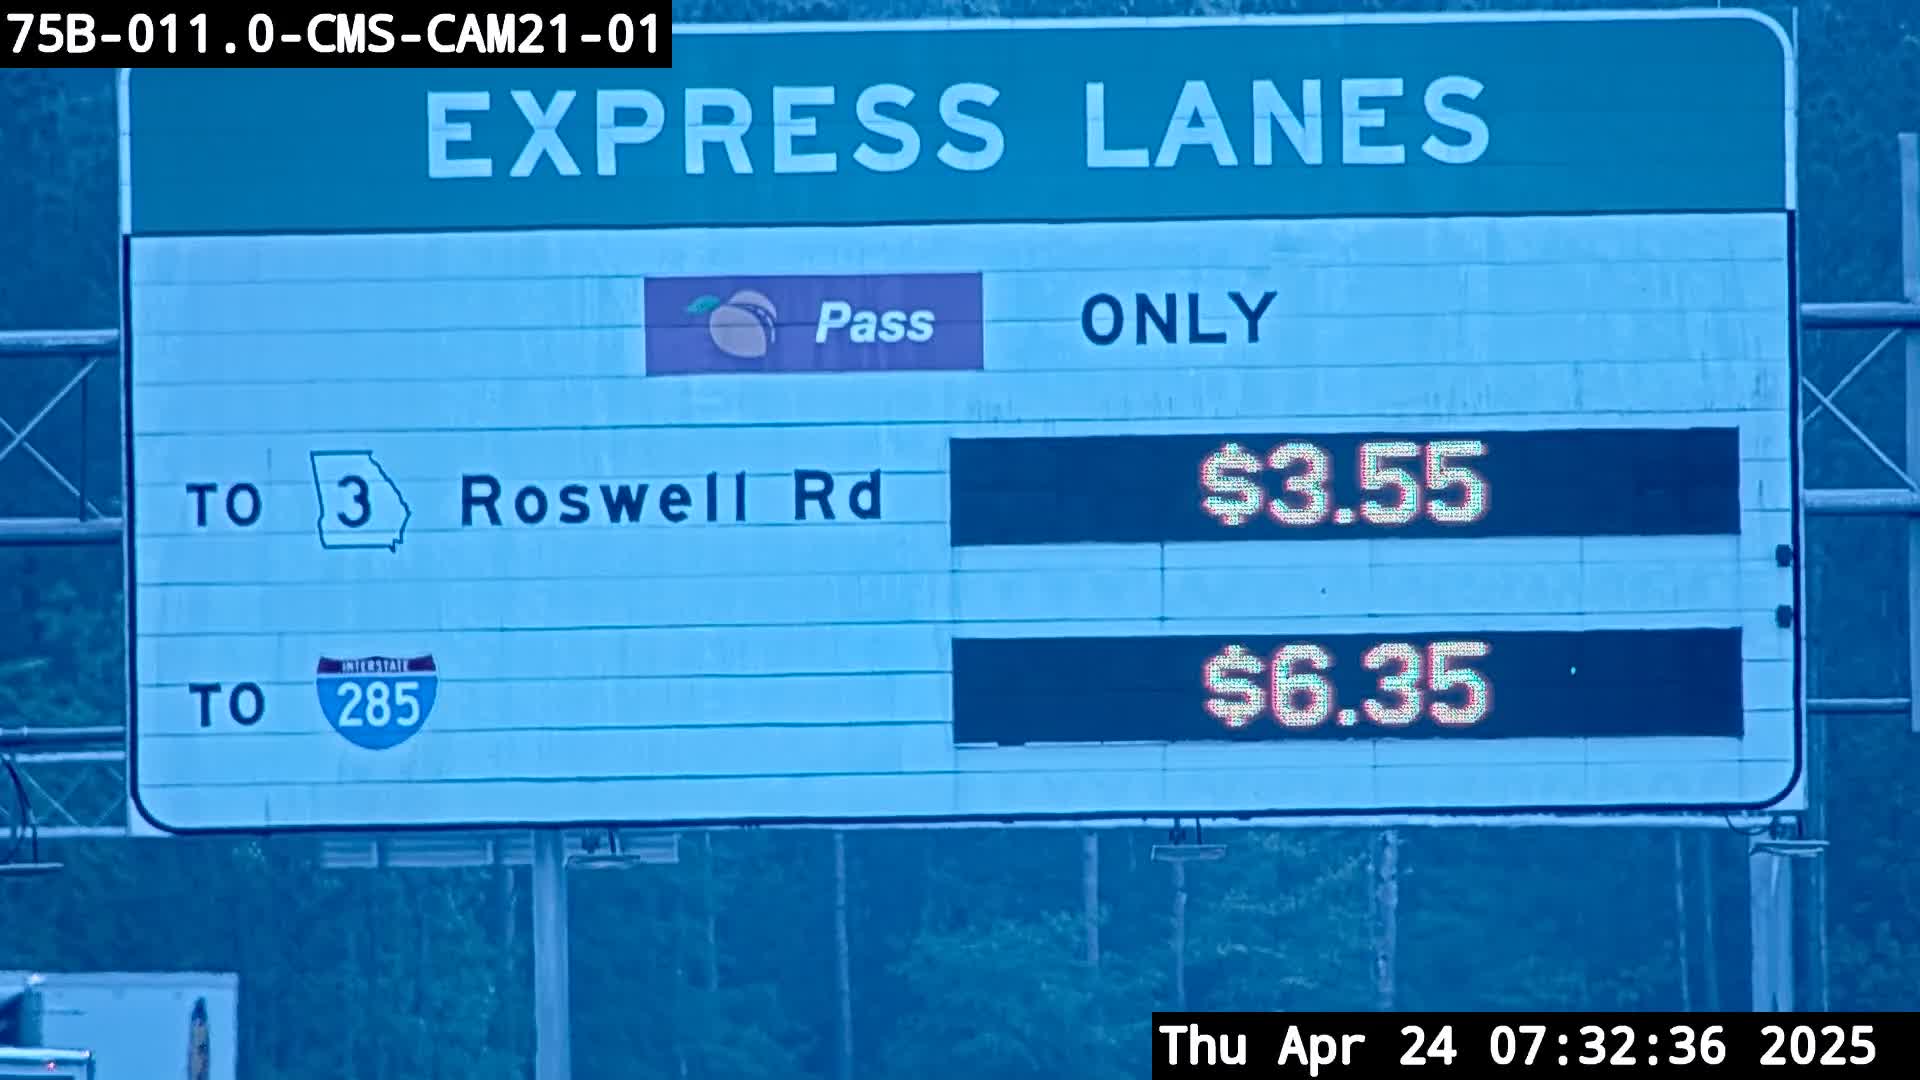 75B-011.0-CMS-CAM21-01
EXPRESS LANES
Pass ONLY
TO 3 Roswell Rd $3.55
TO INTERSTATE 285 $6.35
Thu Apr 24 07:32:36 2025